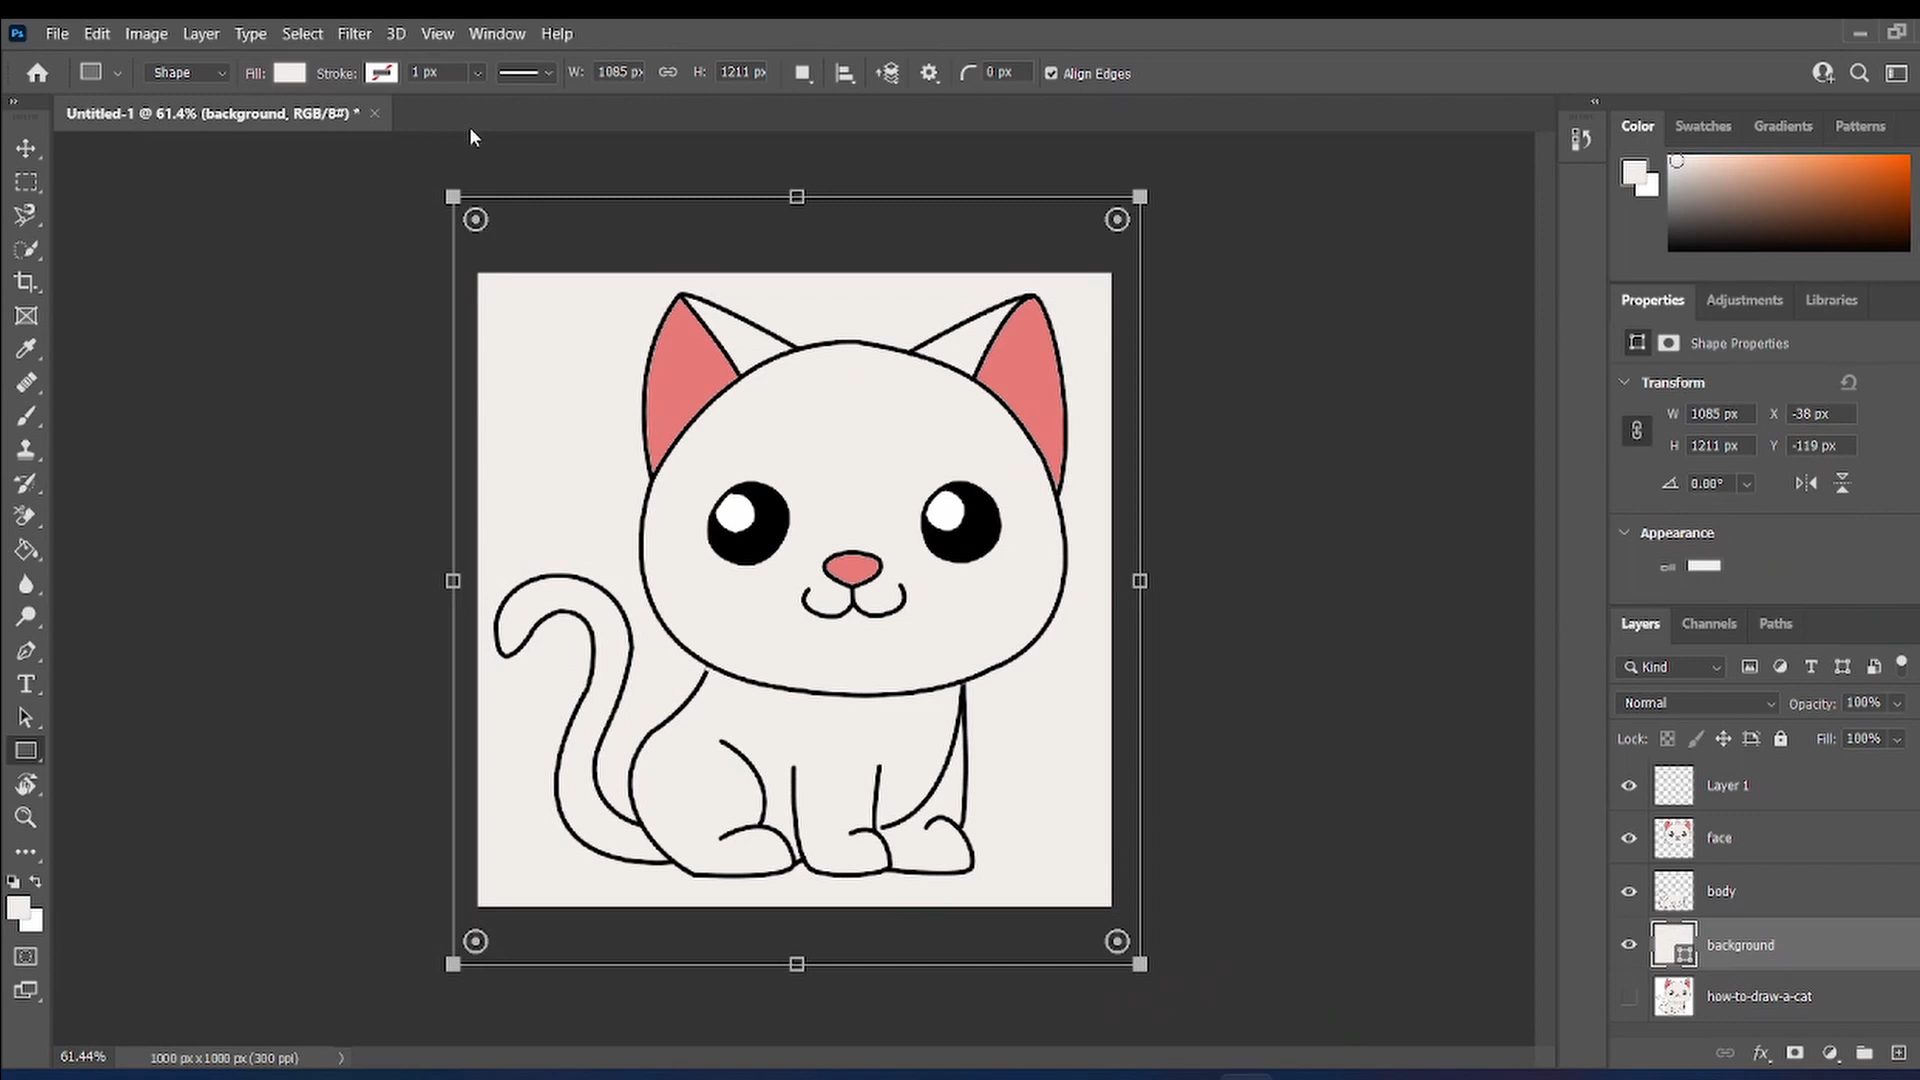 Ps File Edit Image Layer Type Select Filter 3D View Window Help
Shape Fill: Stroke: 1 px W: 1085 px H: 1211 px 0 px Align Edges
Untitled-1 @ 61.4% (background, RGB/8#) *
Color Swatches Gradients Patterns
Properties Adjustments Libraries
Shape Properties
Transform
W 1085 px X -38 px
H 1211 px Y -119 px
0.00°
Appearance
Layers Channels Paths
Kind
Normal Opacity: 100%
Lock: Fill: 100%
Layer 1
face
body
background
how-to-draw-a-cat
61.44% 1000 px x 1000 px (300 ppi)